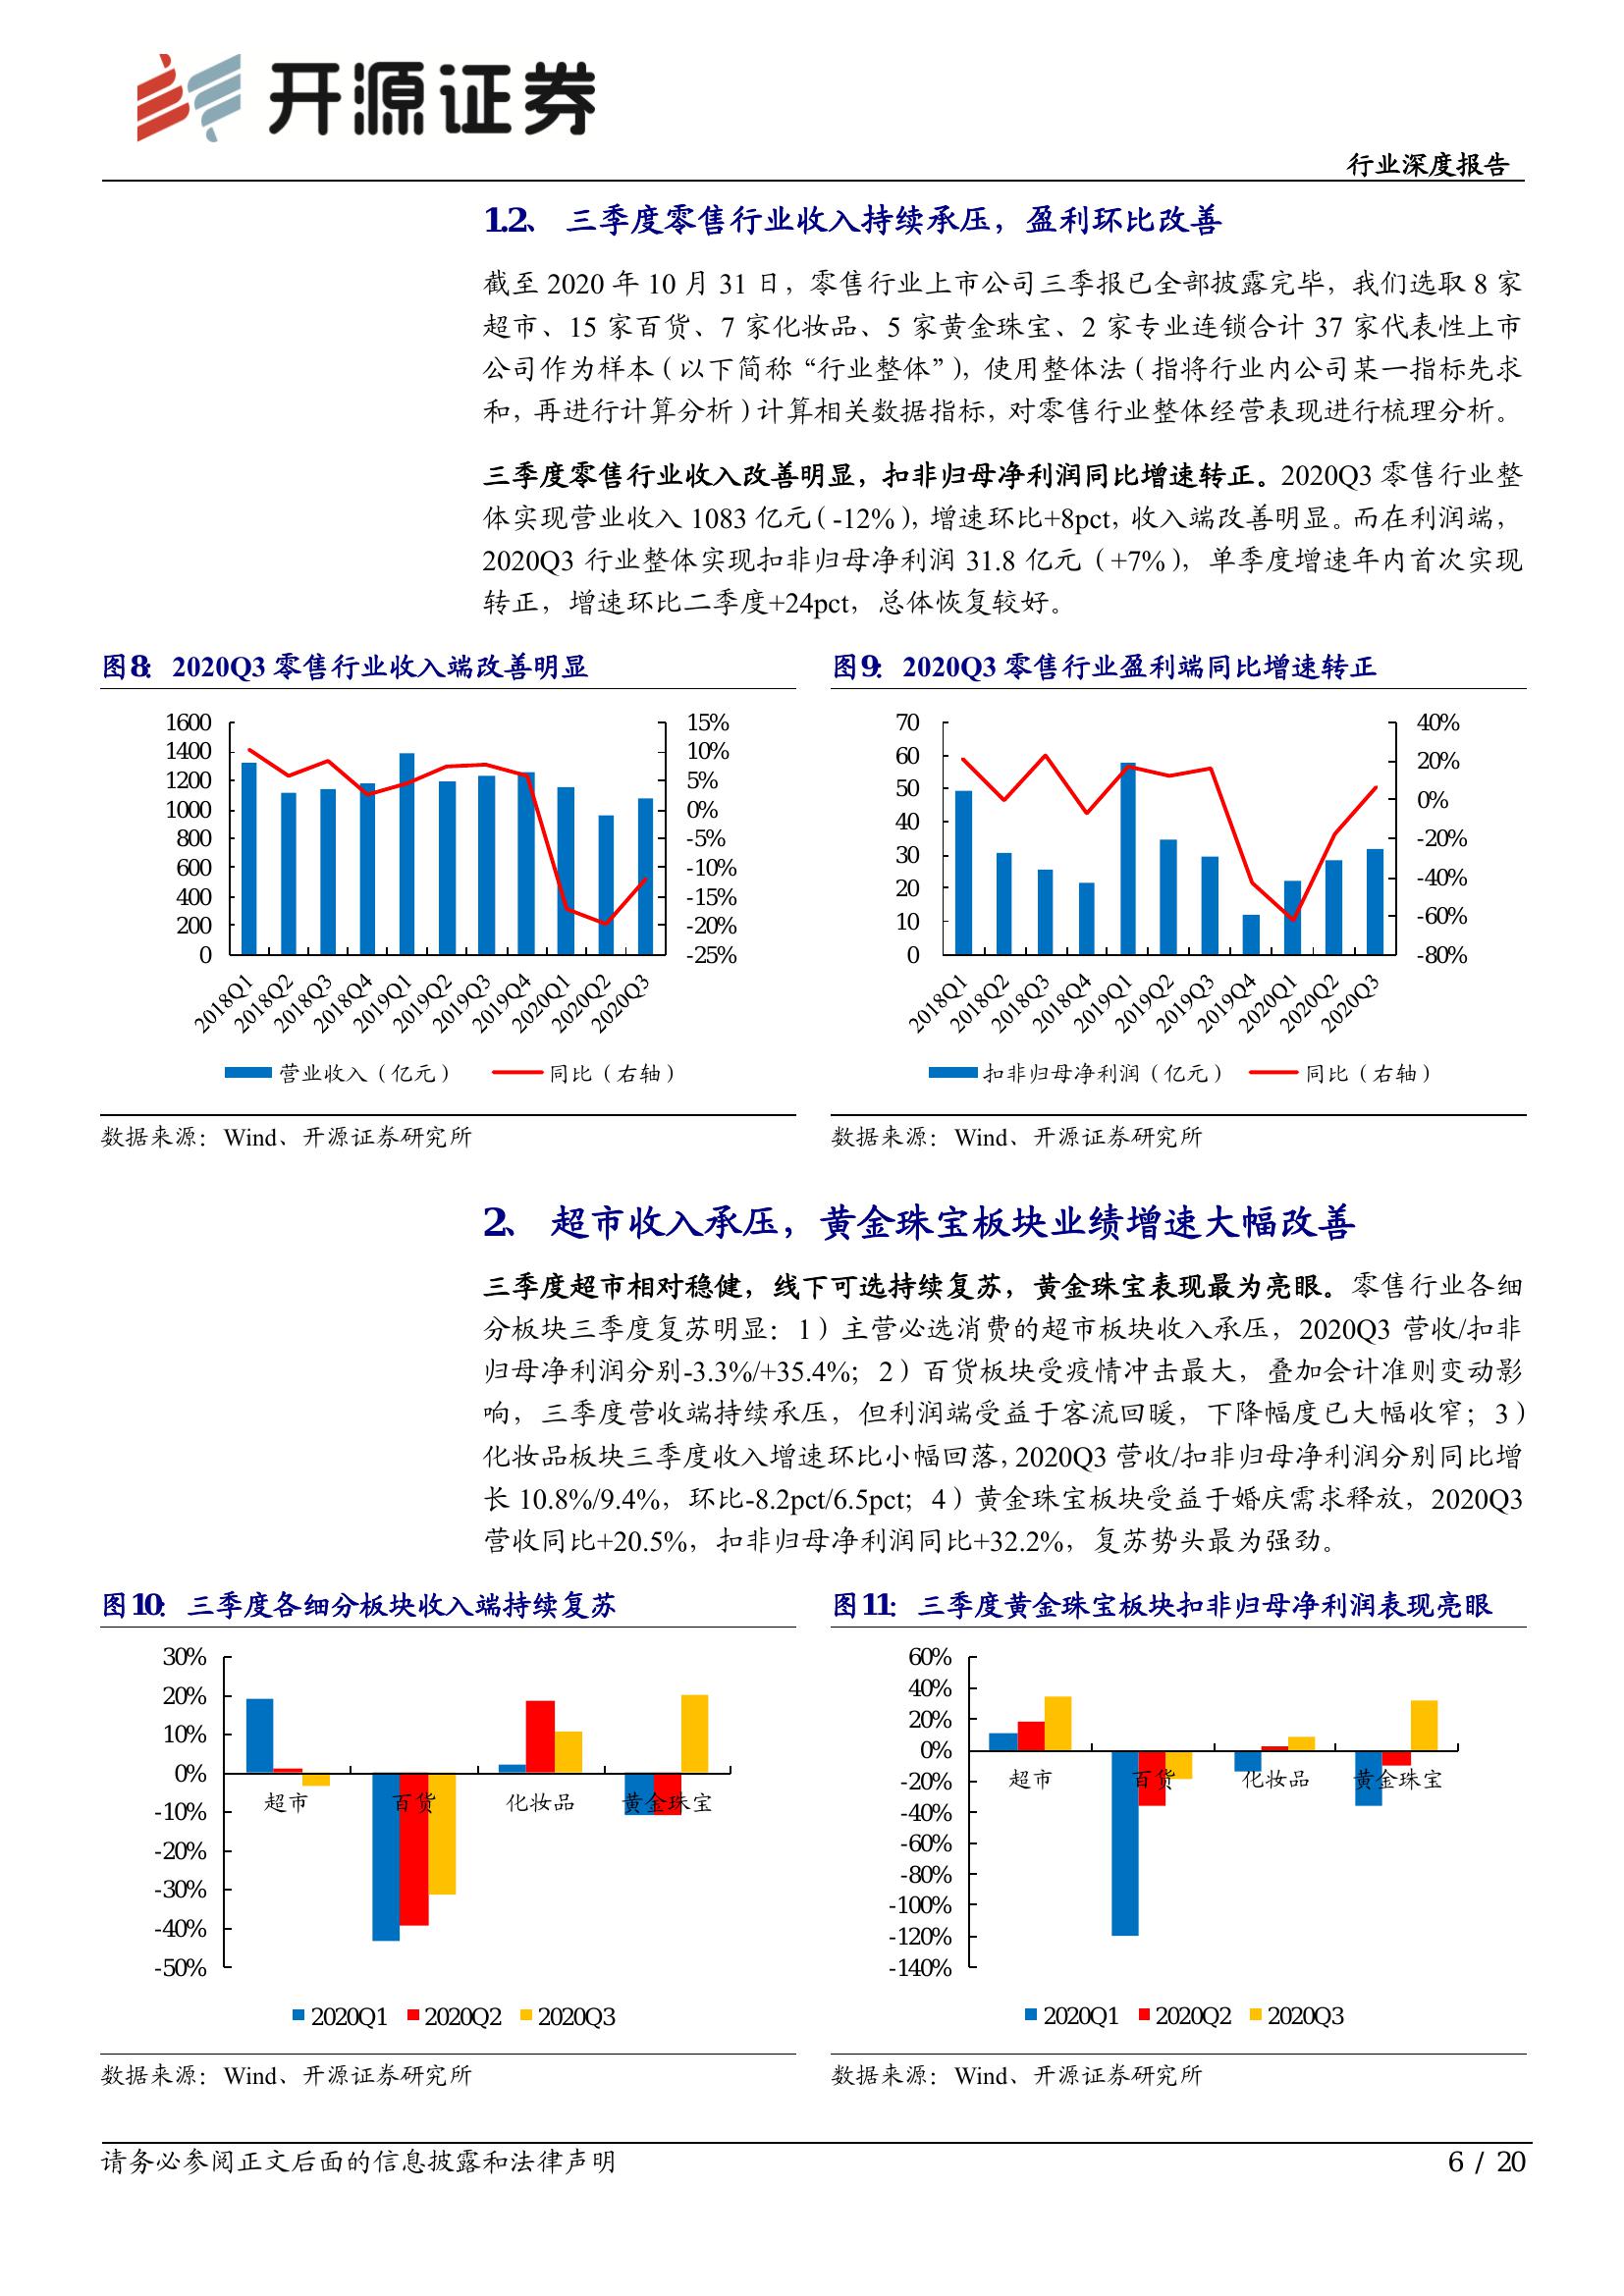 开源证券
行业深度报告
1.2、 三季度零售行业收入持续承压，盈利环比改善
截至 2020 年 10 月 31 日，零售行业上市公司三季报已全部披露完毕，我们选取 8 家
超市、15 家百货、7 家化妆品、5 家黄金珠宝、2 家专业连锁合计 37 家代表性上市
公司作为样本（以下简称“行业整体”），使用整体法（指将行业内公司某一指标先求
和，再进行计算分析）计算相关数据指标，对零售行业整体经营表现进行梳理分析。
三季度零售行业收入改善明显，扣非归母净利润同比增速转正。2020Q3 零售行业整
体实现营业收入 1083 亿元（-12%），增速环比+8pct，收入端改善明显。而在利润端，
2020Q3 行业整体实现扣非归母净利润 31.8 亿元（+7%），单季度增速年内首次实现
转正，增速环比二季度+24pct，总体恢复较好。
图8： 2020Q3 零售行业收入端改善明显
1600
1400
1200
1000
800
600
400
200
0
15%
10%
5%
0%
-5%
-10%
-15%
-20%
-25%
2018Q1
2018Q2
2018Q3
2018Q4
2019Q1
2019Q2
2019Q3
2019Q4
2020Q1
2020Q2
2020Q3
营业收入（亿元） 同比（右轴）
数据来源：Wind、开源证券研究所
图9： 2020Q3 零售行业盈利端同比增速转正
70
60
50
40
30
20
10
0
40%
20%
0%
-20%
-40%
-60%
-80%
2018Q1
2018Q2
2018Q3
2018Q4
2019Q1
2019Q2
2019Q3
2019Q4
2020Q1
2020Q2
2020Q3
扣非归母净利润（亿元） 同比（右轴）
数据来源：Wind、开源证券研究所
2、 超市收入承压，黄金珠宝板块业绩增速大幅改善
三季度超市相对稳健，线下可选持续复苏，黄金珠宝表现最为亮眼。零售行业各细
分板块三季度复苏明显：1）主营必选消费的超市板块收入承压，2020Q3 营收/扣非
归母净利润分别-3.3%/+35.4%；2）百货板块受疫情冲击最大，叠加会计准则变动影
响，三季度营收端持续承压，但利润端受益于客流回暖，下降幅度已大幅收窄；3）
化妆品板块三季度收入增速环比小幅回落，2020Q3 营收/扣非归母净利润分别同比增
长 10.8%/9.4%，环比-8.2pct/6.5pct；4）黄金珠宝板块受益于婚庆需求释放，2020Q3
营收同比+20.5%，扣非归母净利润同比+32.2%，复苏势头最为强劲。
图10： 三季度各细分板块收入端持续复苏
30%
20%
10%
0%
-10%
-20%
-30%
-40%
-50%
超市 百货 化妆品 黄金珠宝
2020Q1 2020Q2 2020Q3
数据来源：Wind、开源证券研究所
图11： 三季度黄金珠宝板块扣非归母净利润表现亮眼
60%
40%
20%
0%
-20%
-40%
-60%
-80%
-100%
-120%
-140%
超市 百货 化妆品 黄金珠宝
2020Q1 2020Q2 2020Q3
数据来源：Wind、开源证券研究所
请务必参阅正文后面的信息披露和法律声明
6 / 20